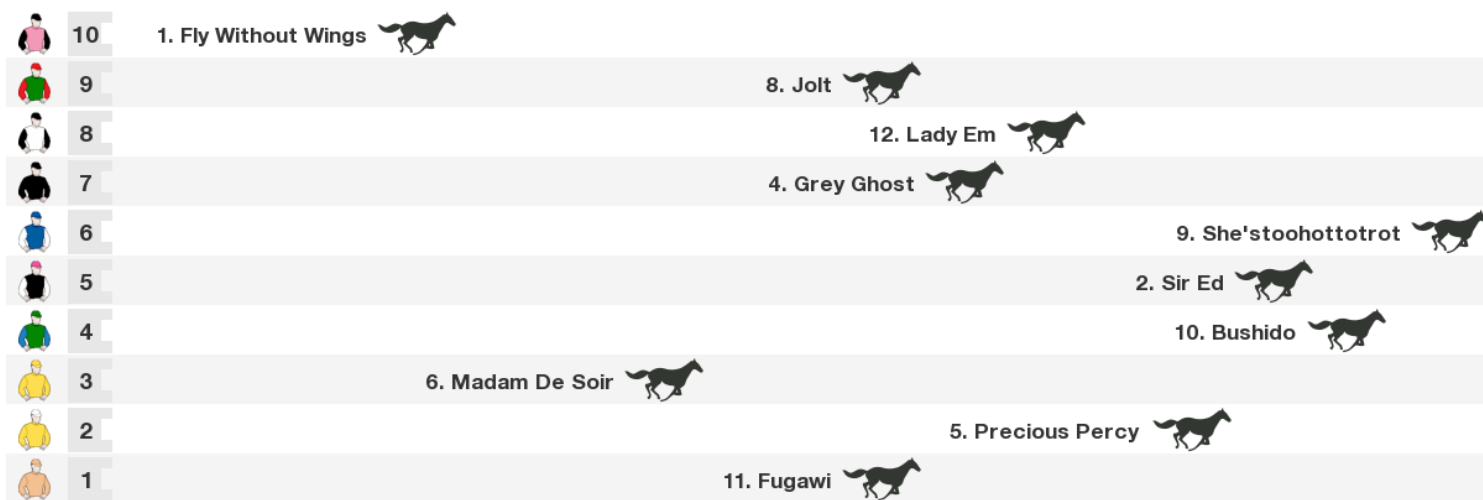 10 1. Fly Without Wings
9 8. Jolt
8 12. Lady Em
7 4. Grey Ghost
6 9. She'stoohottotrot
5 2. Sir Ed
4 10. Bushido
3 6. Madam De Soir
2 5. Precious Percy
1 11. Fugawi